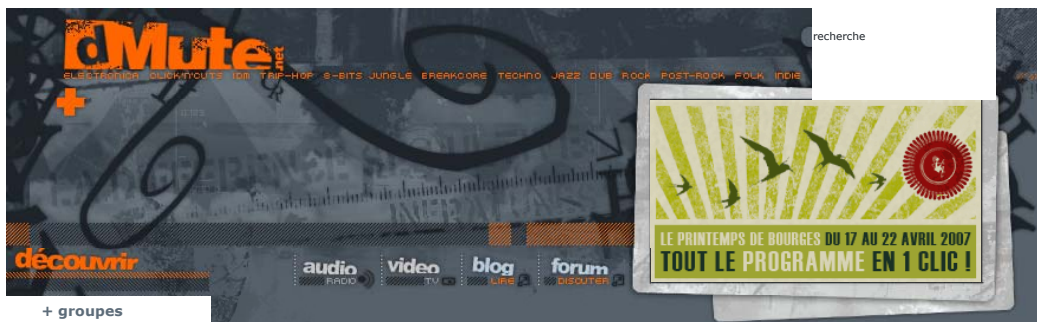 dMute.net
recherche
ELECTRONICA CLICK'N'CUTS IDM TRIP-HOP 8-BITS JUNGLE BREAKCORE TECHNO JAZZ DUB ROCK POST-ROCK FOLK INDIE
+
LE PRINTEMPS DE BOURGES DU 17 AU 22 AVRIL 2007
TOUT LE PROGRAMME EN 1 CLIC !
découvrir
audio video blog forum
RADIO TV LIRE DISCUTER
+ groupes